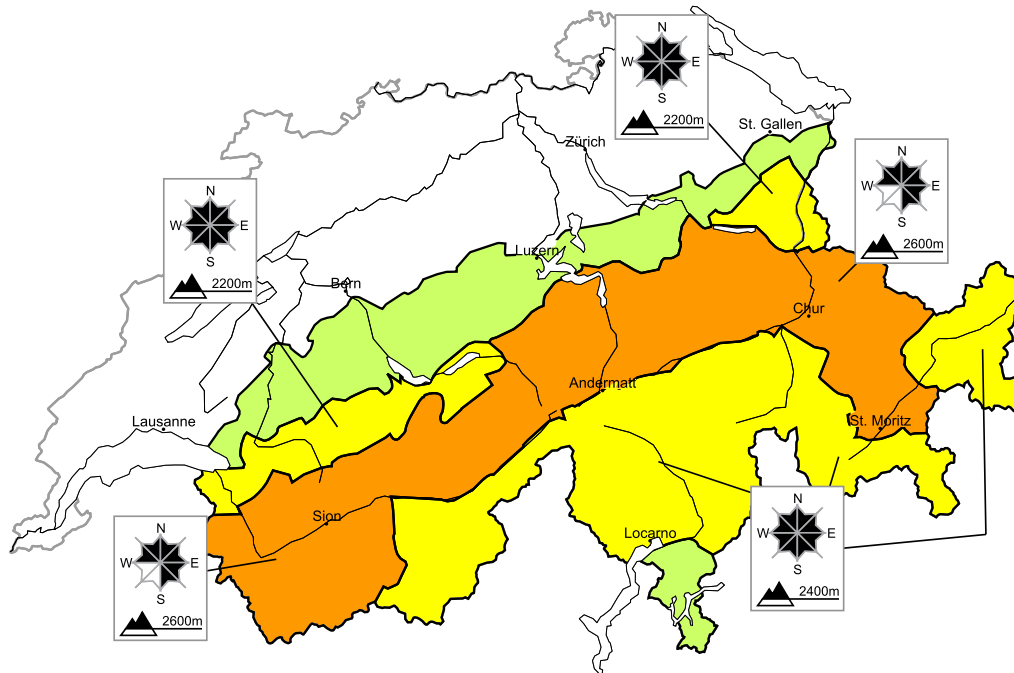 N
W E
S
2200m
St. Gallen
Zürich
N
W E
S
2600m
N
W E
S
2200m
Luzern
Bern
Chur
Andermatt
Lausanne
St. Moritz
Sion
N
W E
S
2600m
Locarno
N
W E
S
2400m